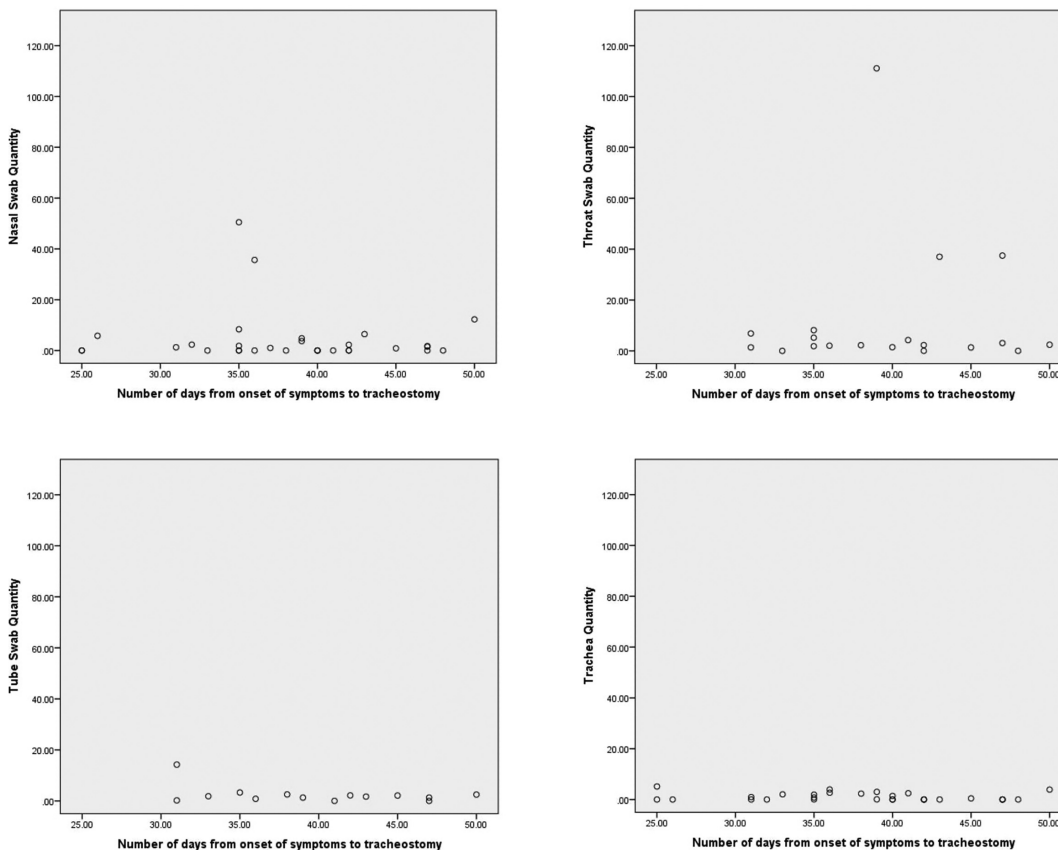 120.00
100.00
80.00
60.00
40.00
20.00
.00
Nasal Swab Quantity
25.00 30.00 35.00 40.00 45.00 50.00
Number of days from onset of symptoms to tracheostomy
120.00
100.00
80.00
60.00
40.00
20.00
.00
Throat Swab Quantity
25.00 30.00 35.00 40.00 45.00 50.00
Number of days from onset of symptoms to tracheostomy
120.00
100.00
80.00
60.00
40.00
20.00
.00
Tube Swab Quantity
25.00 30.00 35.00 40.00 45.00 50.00
Number of days from onset of symptoms to tracheostomy
120.00
100.00
80.00
60.00
40.00
20.00
.00
Trachea Quantity
25.00 30.00 35.00 40.00 45.00 50.00
Number of days from onset of symptoms to tracheostomy